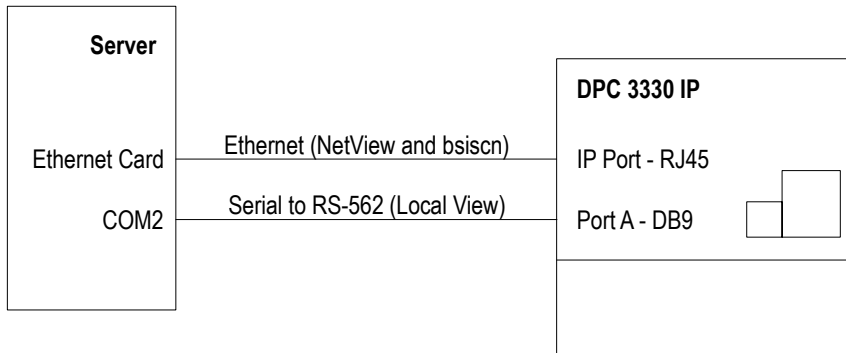 Server
DPC 3330 IP
Ethernet Card
Ethernet (NetView and bsiscn)
IP Port - RJ45
COM2
Serial to RS-562 (Local View)
Port A - DB9